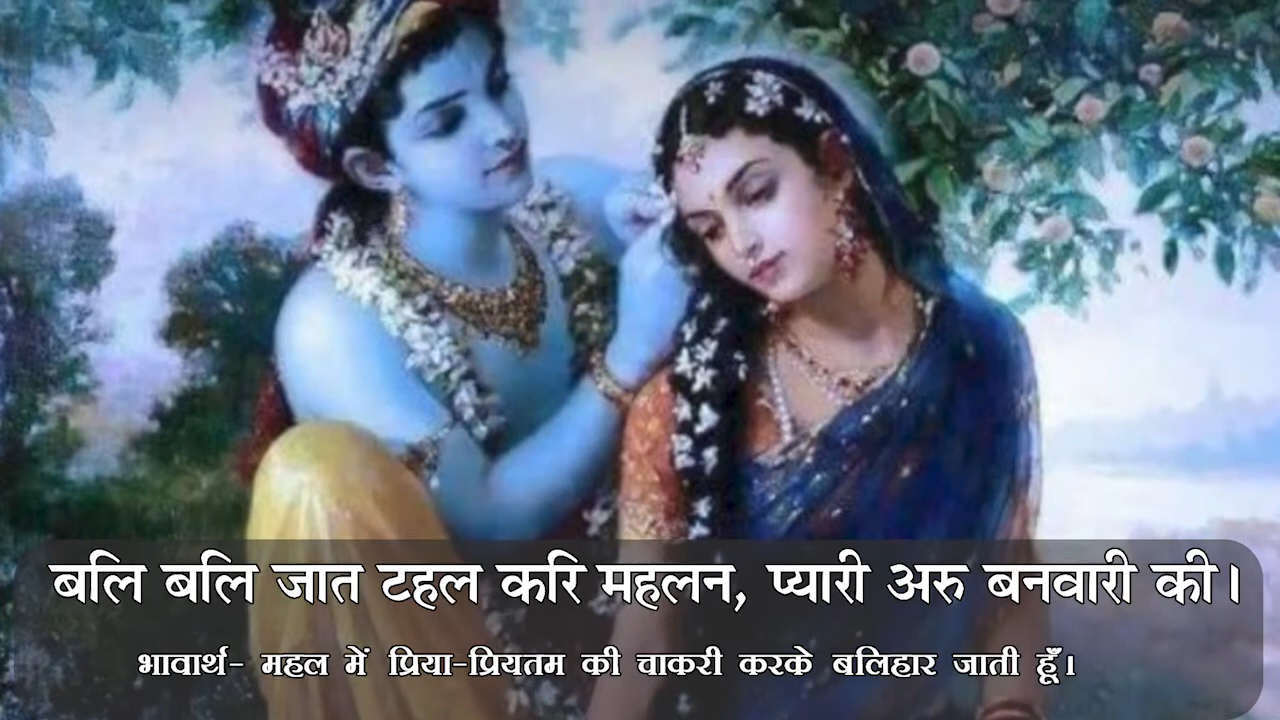 बलि बलि जात टहल करि महलन, प्यारी अरु बनवारी की।
भावार्थ- महल में प्रिया-प्रियतम की चाकरी करके बलिहार जाती हूँ।